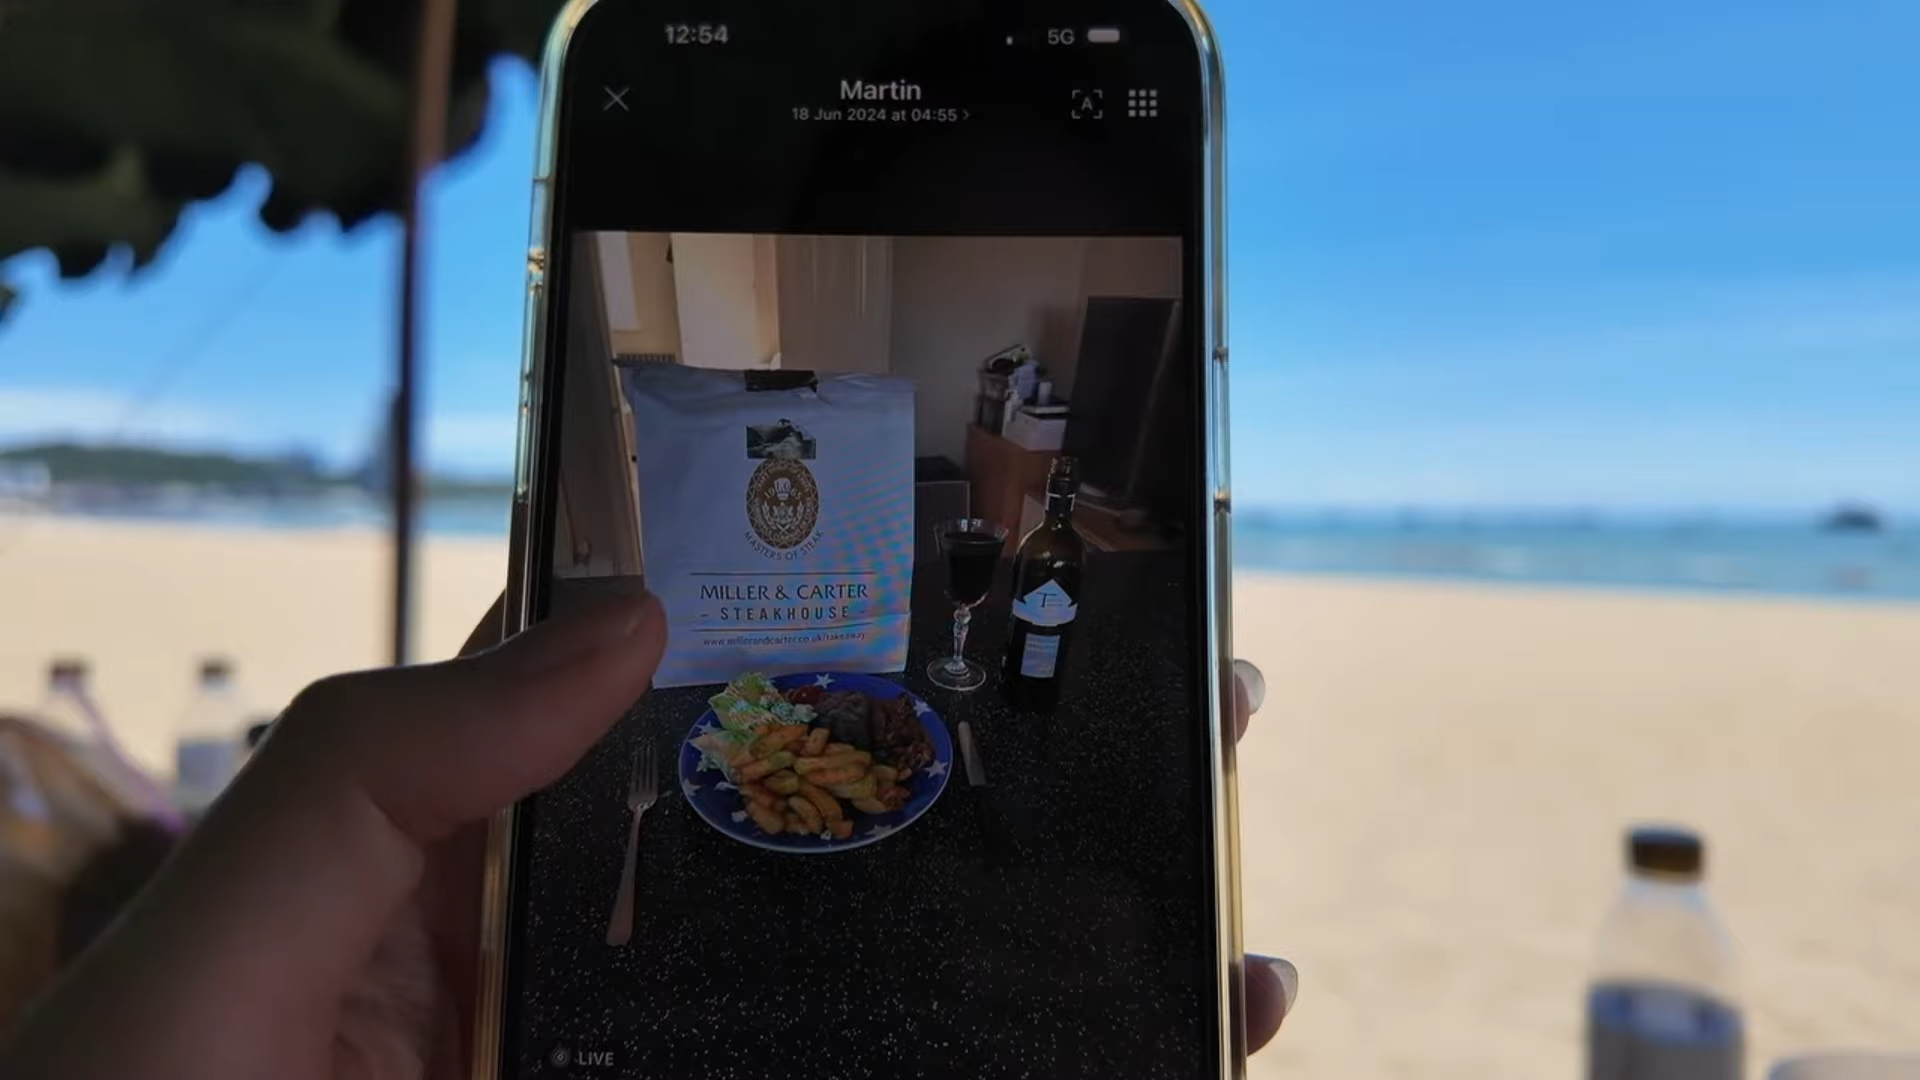 12:54
5G
Martin
18 Jun 2024 at 04:55 >
A
1965
MASTERS OF STEAK
MILLER & CARTER
- STEAKHOUSE -
www.millerandcarter.co.uk/takeaway
T
LIVE